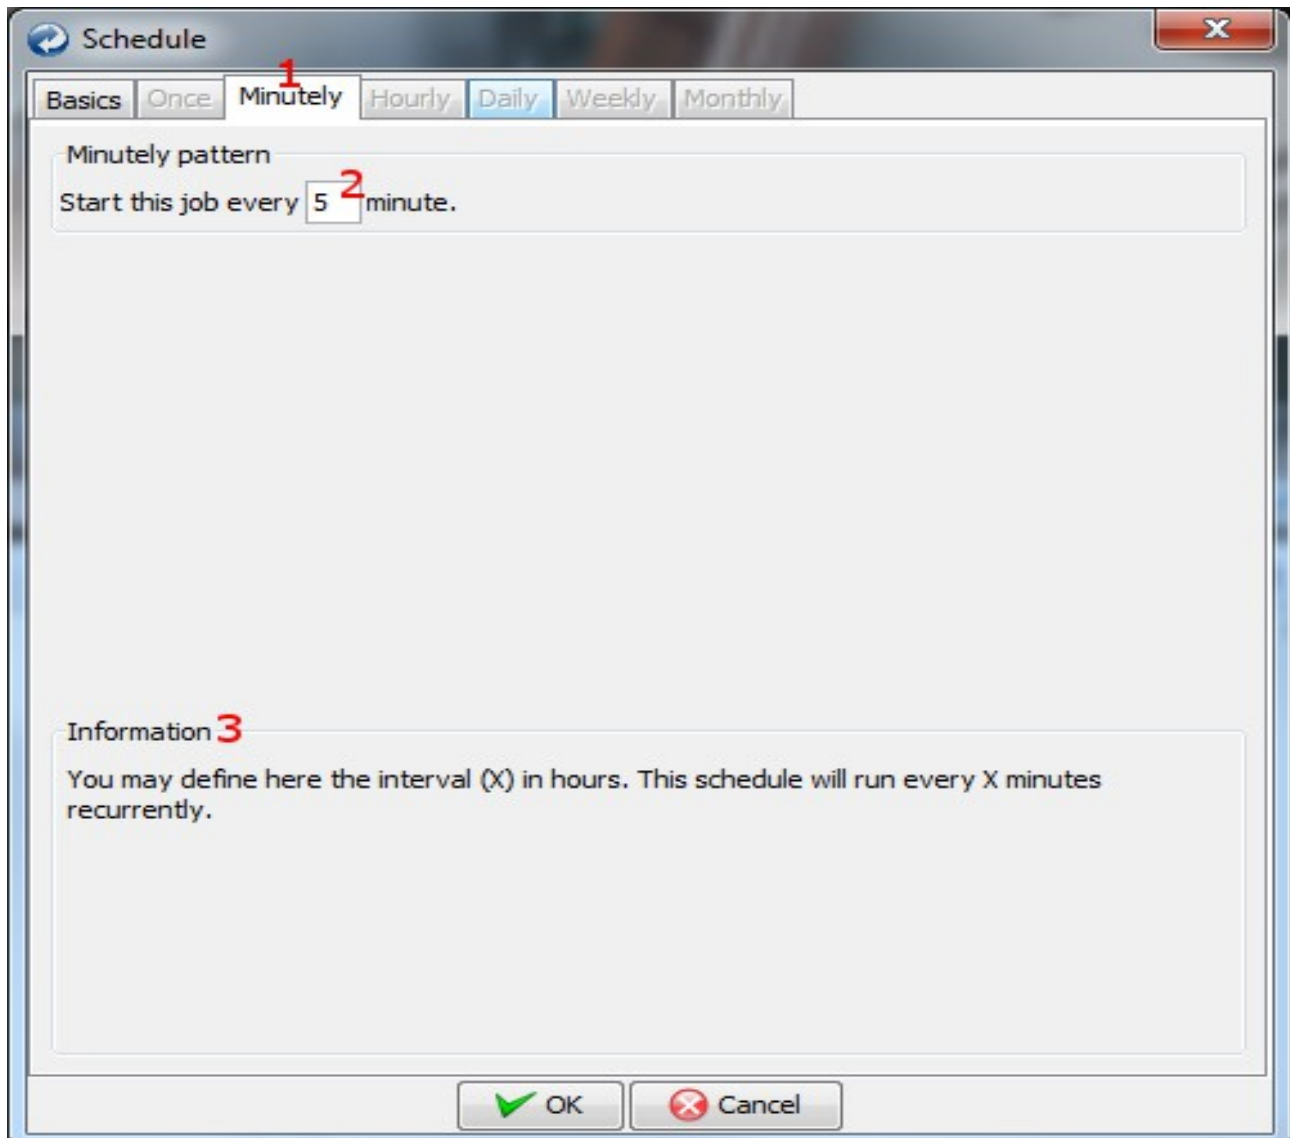 Schedule
1
Basics Once Minutely Hourly Daily Weekly Monthly
Minutely pattern
Start this job every 5 2 minute.
Information 3
You may define here the interval (X) in hours. This schedule will run every X minutes
recurrently.
OK Cancel